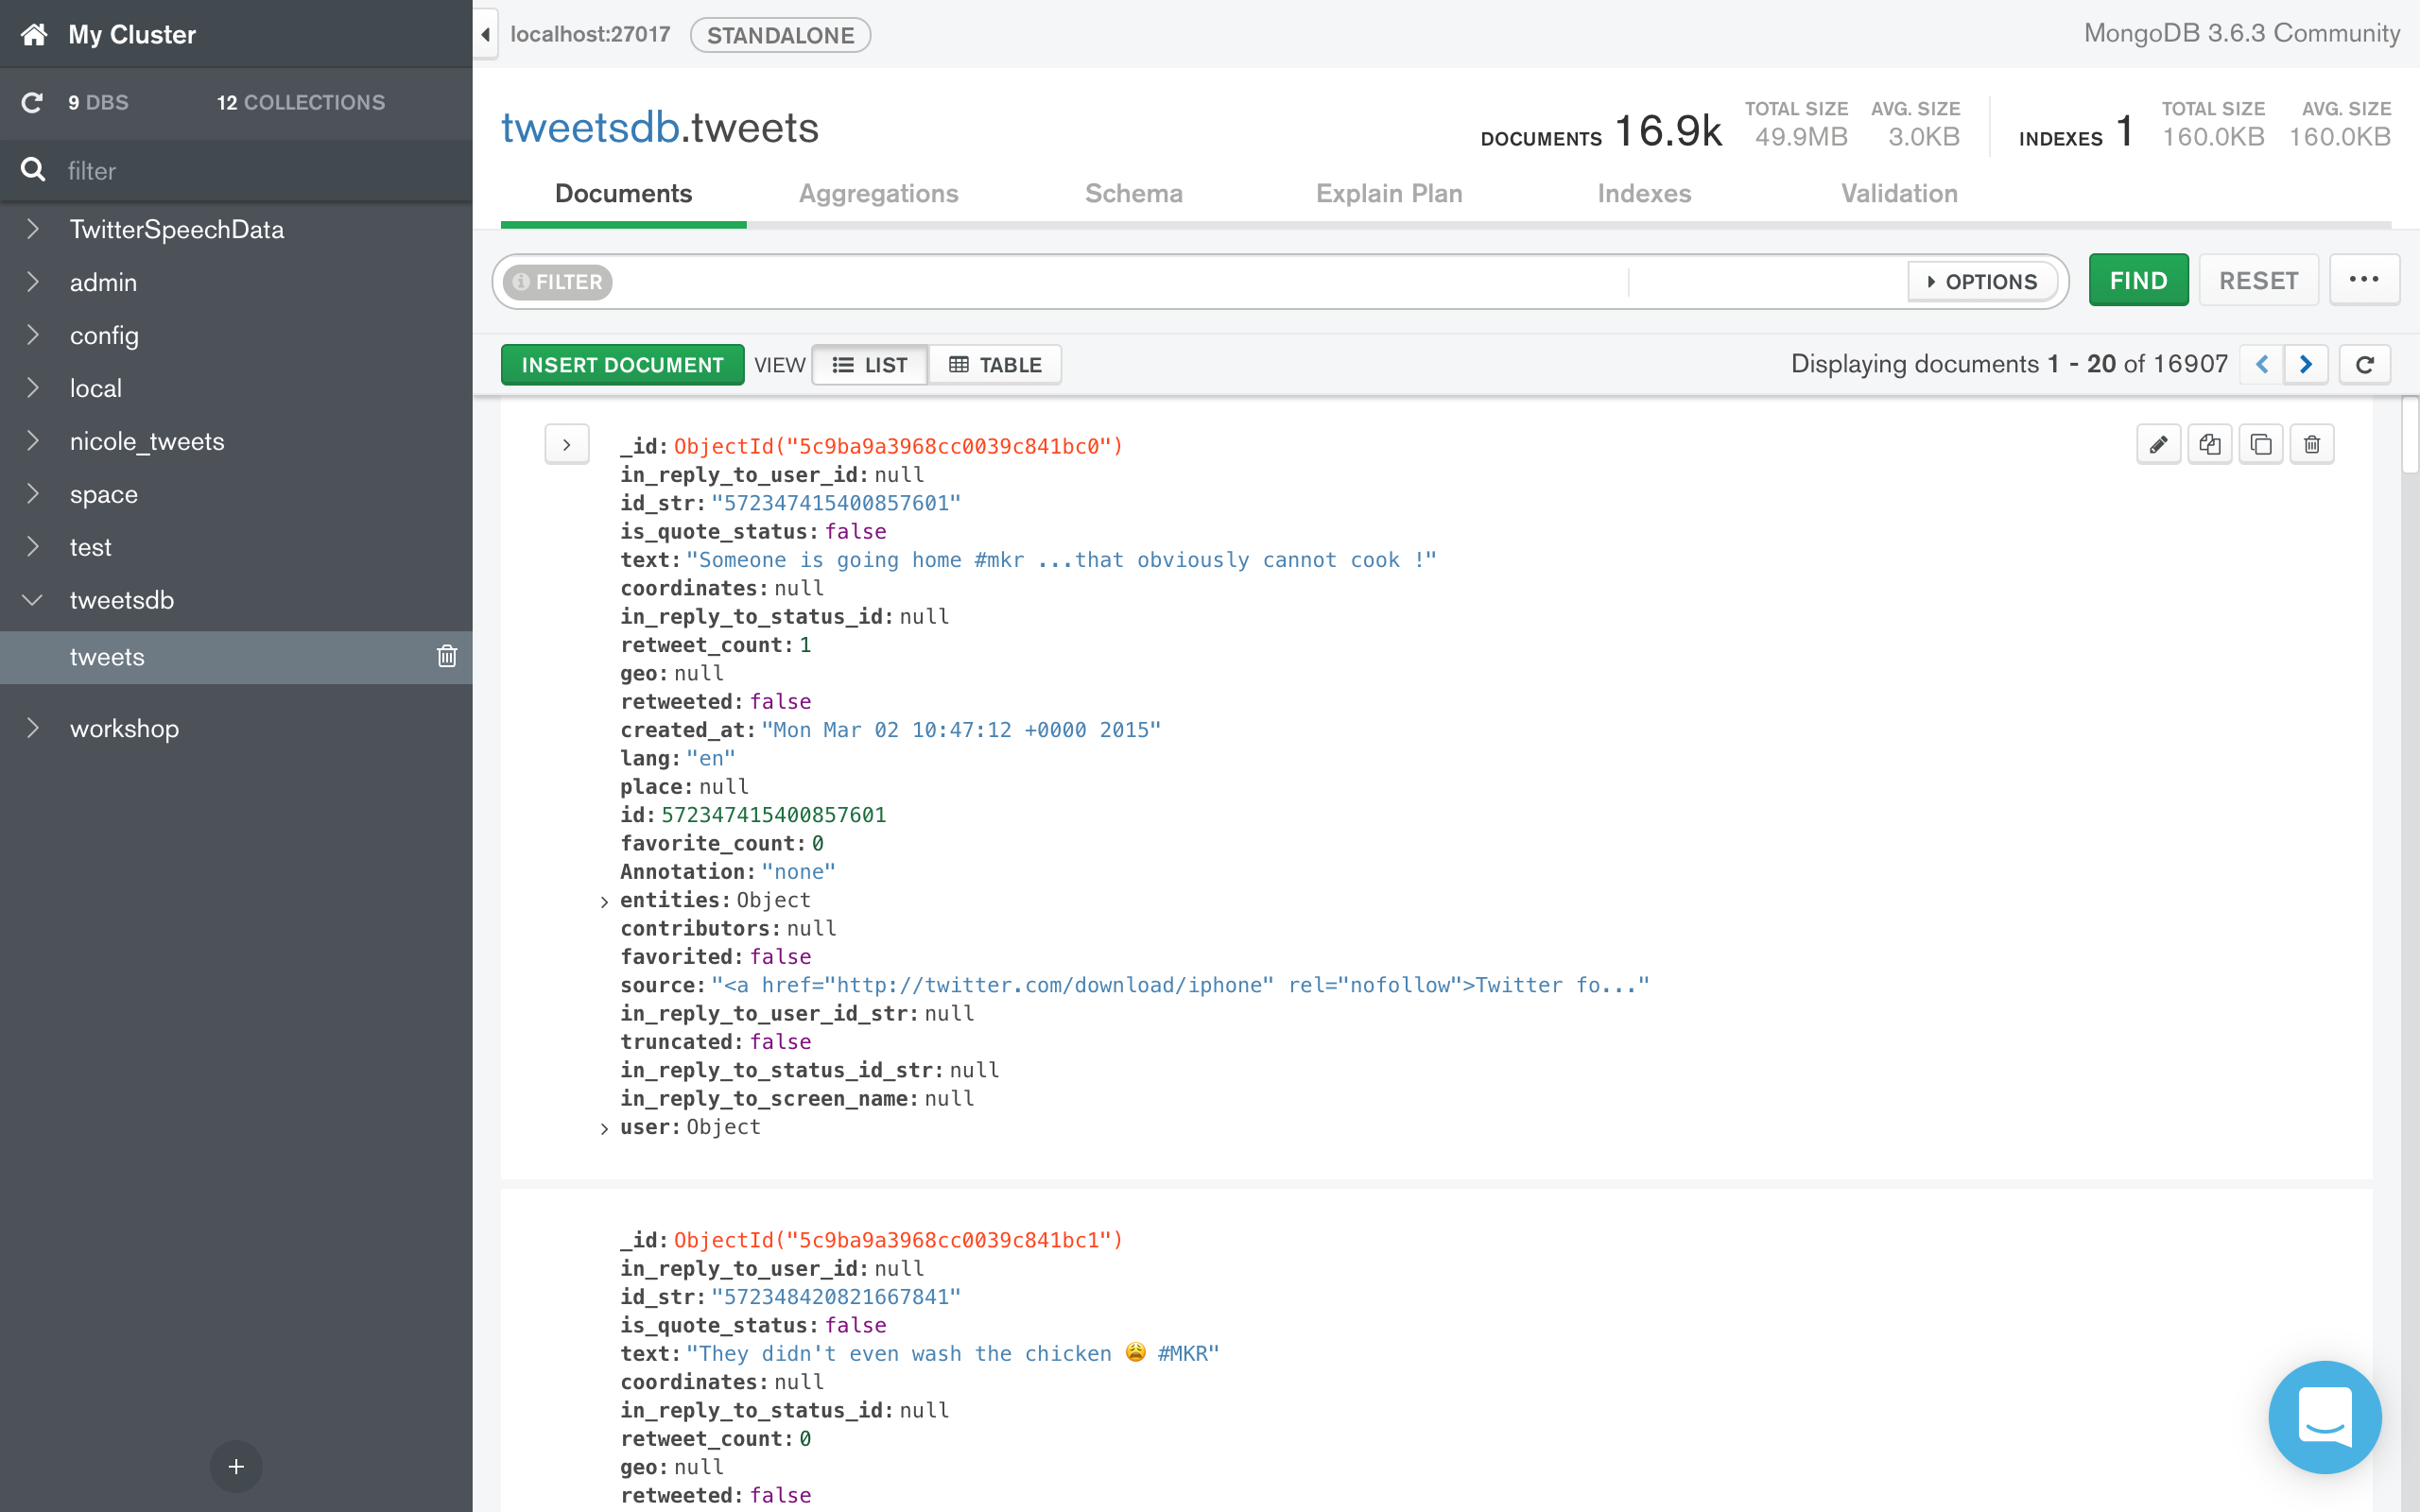 My Cluster
9 DBS 12 COLLECTIONS
filter
TwitterSpeechData
admin
config
local
nicole_tweets
space
test
tweetsdb
tweets
workshop
+
localhost:27017 STANDALONE MongoDB 3.6.3 Community
tweetsdb.tweets
DOCUMENTS 16.9k TOTAL SIZE 49.9MB AVG. SIZE 3.0KB INDEXES 1 TOTAL SIZE 160.0KB AVG. SIZE 160.0KB
Documents Aggregations Schema Explain Plan Indexes Validation
FILTER OPTIONS FIND RESET ...
INSERT DOCUMENT VIEW LIST TABLE Displaying documents 1 - 20 of 16907
_id: ObjectId("5c9ba9a3968cc0039c841bc0")
in_reply_to_user_id: null
id_str: "572347415400857601"
is_quote_status: false
text: "Someone is going home #mkr ...that obviously cannot cook !"
coordinates: null
in_reply_to_status_id: null
retweet_count: 1
geo: null
retweeted: false
created_at: "Mon Mar 02 10:47:12 +0000 2015"
lang: "en"
place: null
id: 572347415400857601
favorite_count: 0
Annotation: "none"
entities: Object
contributors: null
favorited: false
source: "<a href="http://twitter.com/download/iphone" rel="nofollow">Twitter fo..."
in_reply_to_user_id_str: null
truncated: false
in_reply_to_status_id_str: null
in_reply_to_screen_name: null
user: Object
_id: ObjectId("5c9ba9a3968cc0039c841bc1")
in_reply_to_user_id: null
id_str: "572348420821667841"
is_quote_status: false
text: "They didn't even wash the chicken 😩 #MKR"
coordinates: null
in_reply_to_status_id: null
retweet_count: 0
geo: null
retweeted: false